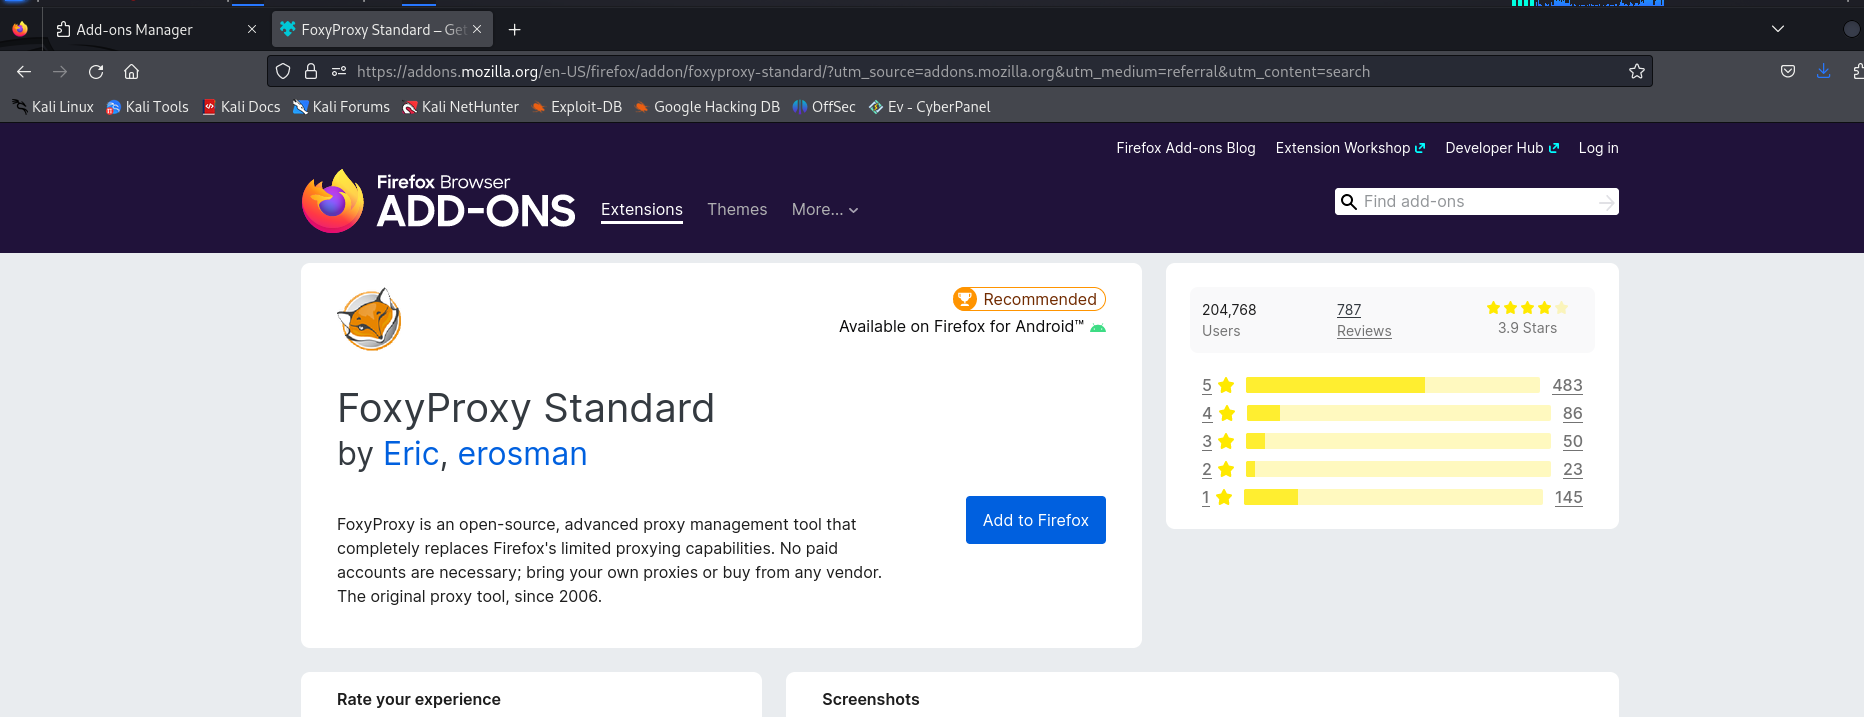 Add-ons Manager
FoxyProxy Standard – Get
https://addons.mozilla.org/en-US/firefox/addon/foxyproxy-standard/?utm_source=addons.mozilla.org&utm_medium=referral&utm_content=search
Kali Linux Kali Tools Kali Docs Kali Forums Kali NetHunter Exploit-DB Google Hacking DB OffSec Ev - CyberPanel
Firefox Add-ons Blog Extension Workshop Developer Hub Log in
Firefox Browser
ADD-ONS
Extensions Themes More...
Find add-ons
Recommended
Available on Firefox for Android™
FoxyProxy Standard
by Eric, erosman
FoxyProxy is an open-source, advanced proxy management tool that
completely replaces Firefox's limited proxying capabilities. No paid
accounts are necessary; bring your own proxies or buy from any vendor.
The original proxy tool, since 2006.
Add to Firefox
204,768
Users
787
Reviews
3.9 Stars
5 483
4 86
3 50
2 23
1 145
Rate your experience
Screenshots